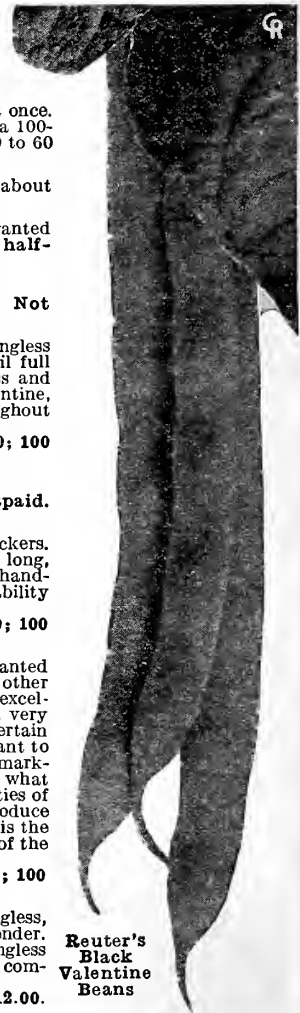 CR
once.
a 100-
to 60
about
anted
half-
Not
ngless
il full
s and
ntine,
ghout
; 100
paid.
ckers.
long,
hand-
bility
; 100
anted
other
excel-
very
ertain
ant to
mark-
what
ties of
oduce
is the
of the
; 100
gless,
onder.
ngless
com-
2.00.
Reuter's
Black
Valentine
Beans